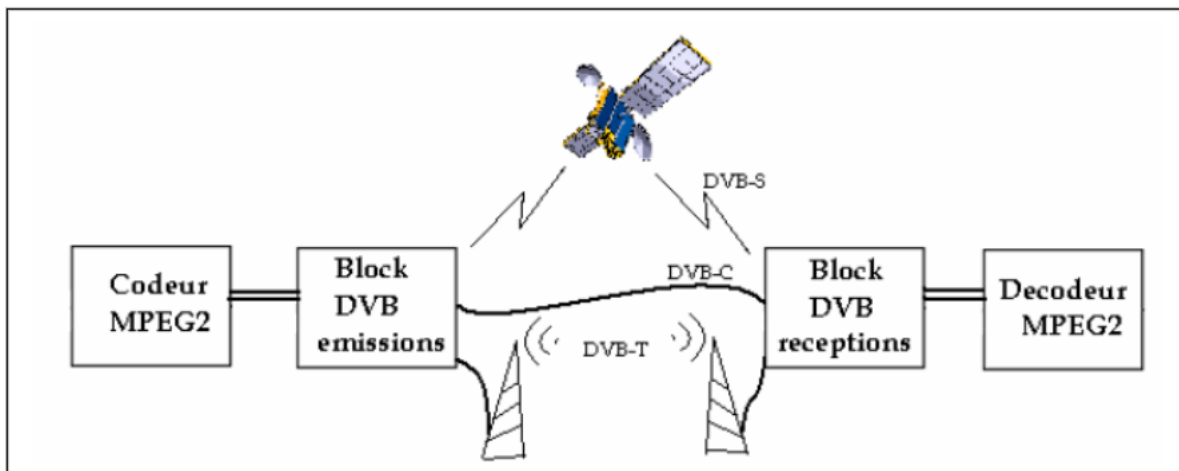 DVB-S
Codeur
MPEG2
Block
DVB
emissions
DVB-C
DVB-T
Block
DVB
receptions
Decodeur
MPEG2